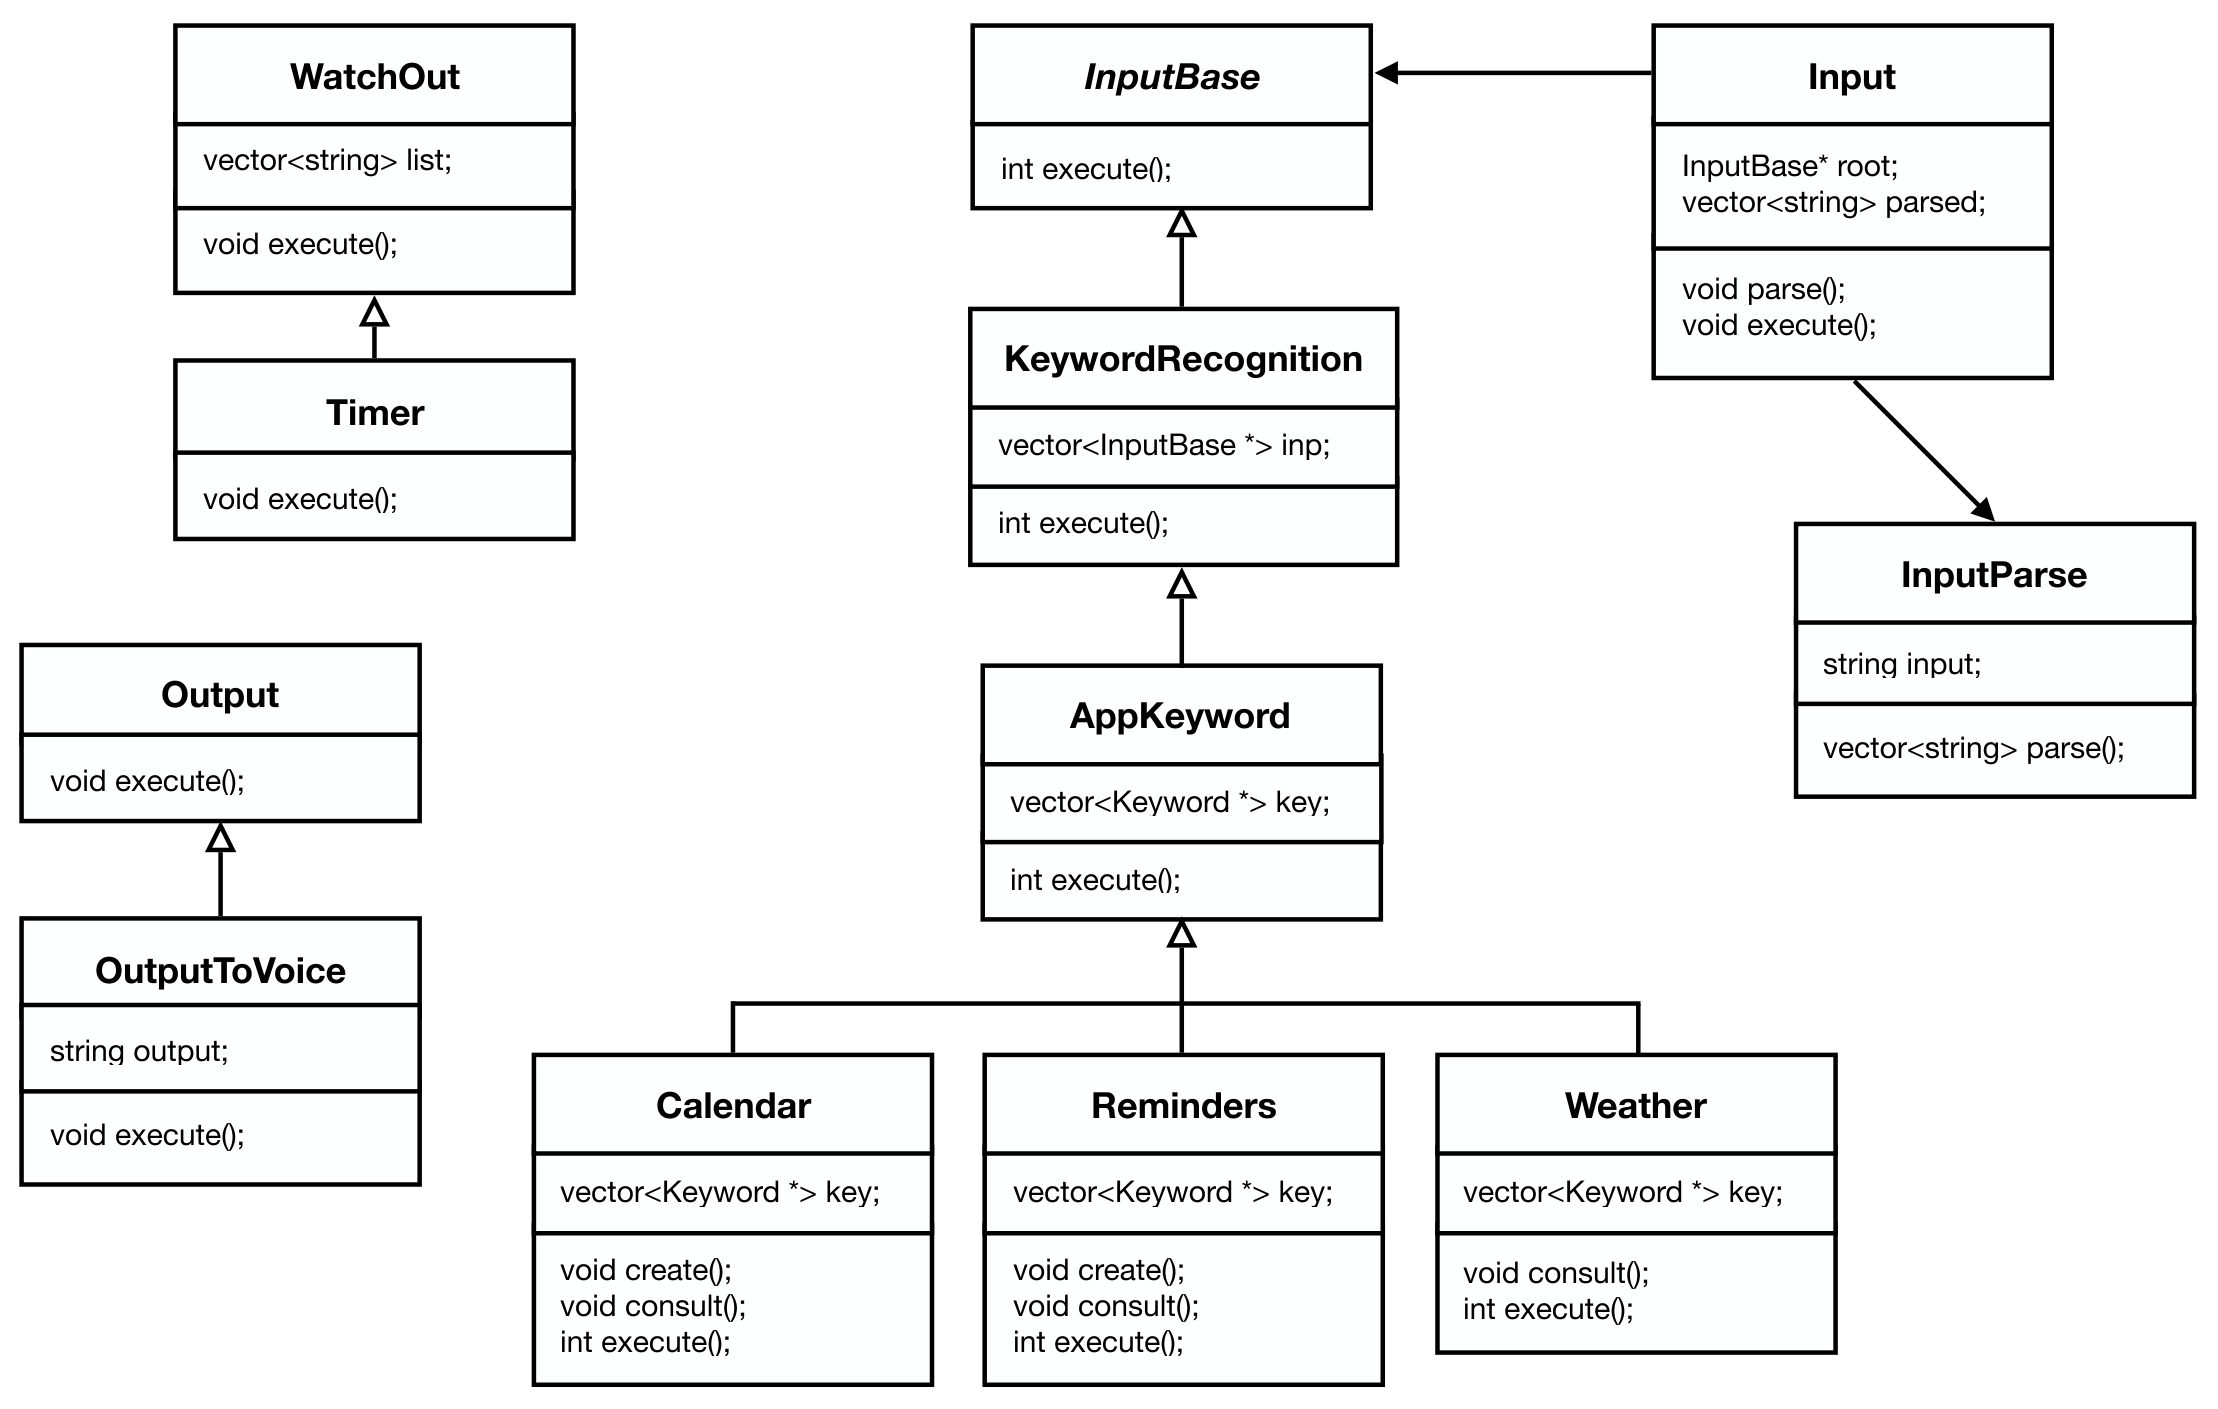 WatchOut
vector<string> list;
void execute();
Timer
void execute();
Output
void execute();
OutputToVoice
string output;
void execute();
InputBase
int execute();
KeywordRecognition
vector<InputBase *> inp;
int execute();
AppKeyword
vector<Keyword *> key;
int execute();
Calendar
vector<Keyword *> key;
void create();
void consult();
int execute();
Reminders
vector<Keyword *> key;
void create();
void consult();
int execute();
Weather
vector<Keyword *> key;
void consult();
int execute();
Input
InputBase* root;
vector<string> parsed;
void parse();
void execute();
InputParse
string input;
vector<string> parse();